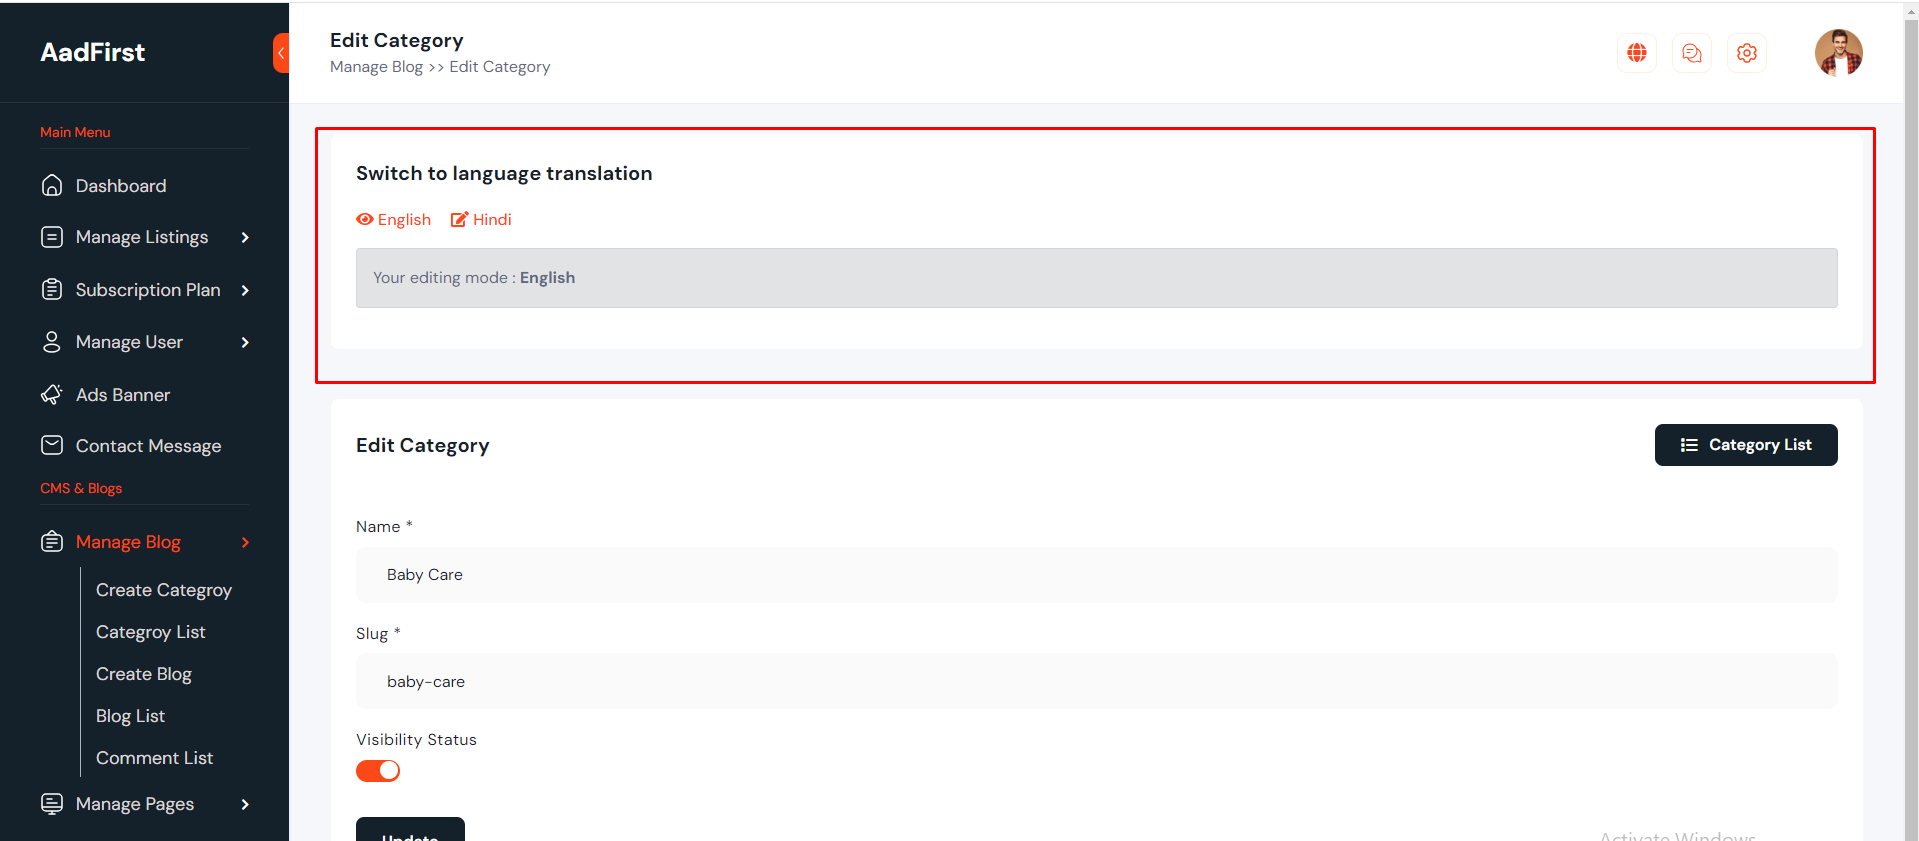 AadFirst
Main Menu
Dashboard
Manage Listings
Subscription Plan
Manage User
Ads Banner
Contact Message
CMS & Blogs
Manage Blog
Create Categroy
Categroy List
Create Blog
Blog List
Comment List
Manage Pages
Edit Category
Manage Blog >> Edit Category
Switch to language translation
English Hindi
Your editing mode : English
Edit Category
Category List
Name *
Baby Care
Slug *
baby-care
Visibility Status
Update
Activate Windows